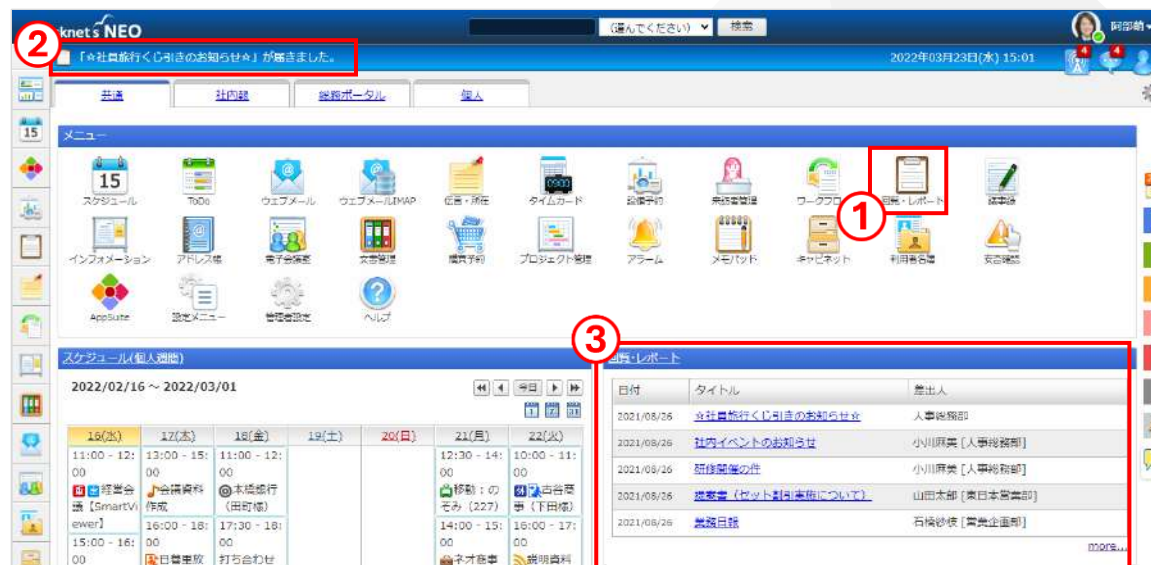 knet's NEO
(選んでください)
検索
阿部萌
②
「☆社員旅行くじ引きのお知らせ☆」が届きました。
2022年03月23日(水) 15:01
4
4
共通
社内報
総務ポータル
個人
15
メニュー
15
0900
スケジュール
ToDo
ウェブメール
ウェブメールIMAP
伝言・所在
タイムカード
設備予約
来訪者管理
ワークフロー
回覧・レポート
議事録
①
インフォメーション
アドレス帳
電子会議室
文書管理
購買予約
プロジェクト管理
アラーム
メモパッド
キャビネット
利用者名簿
安否確認
AppSuite
設定メニュー
管理者設定
ヘルプ
③
スケジュール(個人週間)
回覧・レポート
2022/02/16 ~ 2022/03/01
今日
1 7 31
16(水)
17(木)
18(金)
19(土)
20(日)
21(月)
22(火)
11:00 - 12:
13:00 - 15:
11:00 - 12:
12:30 - 14:
10:00 - 11:
00
00
00
00
00
経営会
会議資料
本橋銀行
移動：の
古谷商
議【SmartVi
作成
(田町様)
ぞみ (227)
事 (下田様)
ewer】
16:00 - 18:
17:30 - 18:
14:00 - 15:
16:00 - 17:
15:00 - 16:
00
00
00
00
00
日曽里放
打ち合わせ
ネオ商事
説明資料
日付
タイトル
差出人
2021/08/26
☆社員旅行くじ引きのお知らせ☆
人事総務部
2021/08/26
社内イベントのお知らせ
小川麻美 [人事総務部]
2021/08/26
研修開催の件
小川麻美 [人事総務部]
2021/08/26
提案書（セット割引実施について）
山田太郎 [東日本営業部]
2021/08/26
業務日報
石橋紗枝 [営業企画部]
more...